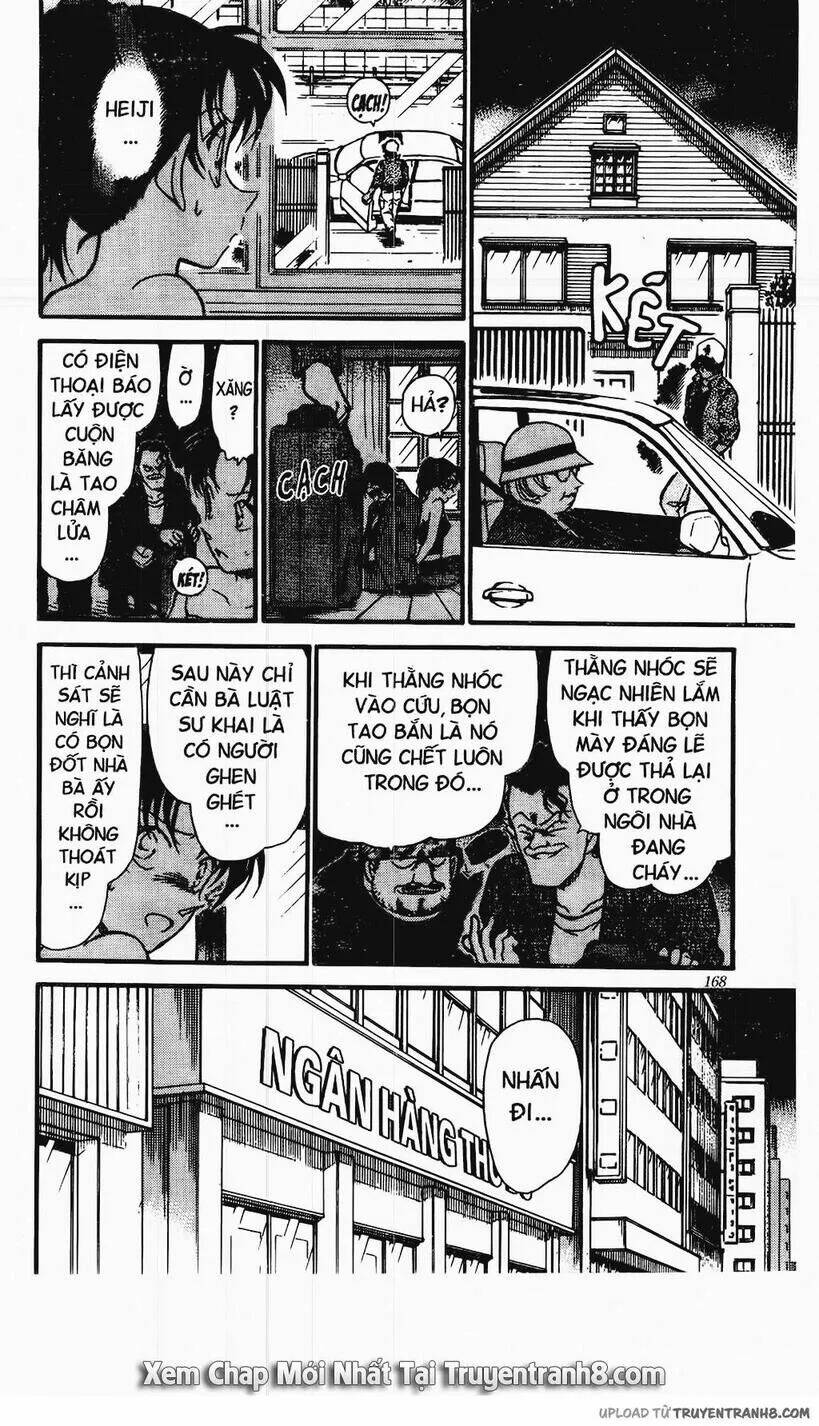 HEIJI
...
CẠCH!
KÉT
CÓ ĐIỆN
THOẠI BÁO
LẤY ĐƯỢC
CUỘN
BĂNG
LÀ TAO
CHÂM
LỬA
...
Ờ
...
XĂNG
?
KÉT!
CẠCH
HẢ?
THÌ CẢNH
SÁT SẼ
NGHĨ LÀ
CÓ BỌN
ĐỐT NHÀ
BÀ ẤY
RỒI
KHÔNG
THOÁT
KỊP
...
SAU NÀY CHỈ
CẦN BÀ LUẬT
SƯ KHAI LÀ
CÓ NGƯỜI
GHEN
GHÉT
...
KHI THẰNG NHÓC
VÀO CỨU, BỌN
TAO BẮN LÀ NÓ
CŨNG CHẾT LUÔN
TRONG ĐÓ...
THẰNG NHÓC SẼ
NGẠC NHIÊN LẮM
KHI THẤY BỌN
MÀY ĐÁNG LẼ
ĐƯỢC THẢ LẠI
Ở TRONG
NGÔI NHÀ
ĐANG
CHÁY...
168
NGÂN HÀNG
NHẤN
ĐI...
Xem Chap Mới Nhất Tại Truyentranh8.com
UPLOAD TỪ TRUYENTRANH8.COM